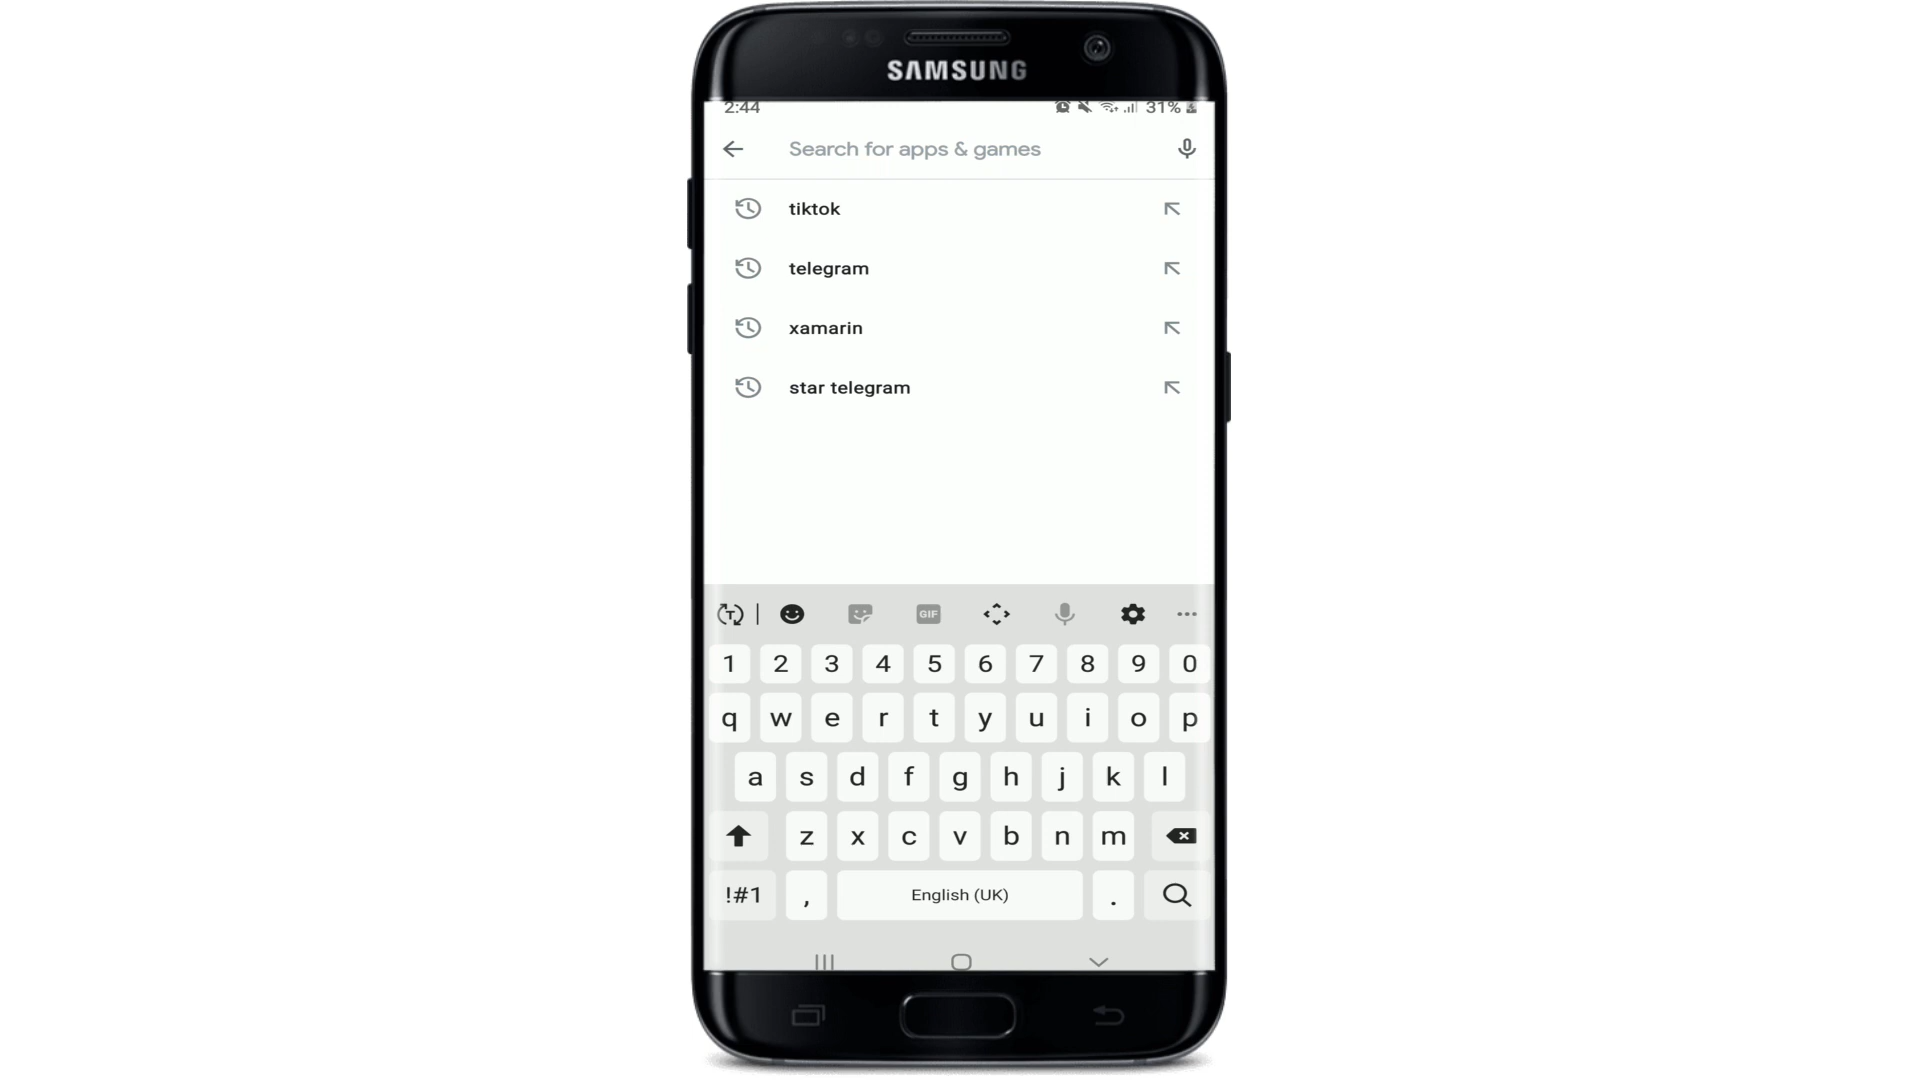 SAMSUNG
2:44
31%
Search for apps & games
tiktok
telegram
xamarin
star telegram
T
GIF
1 2 3 4 5 6 7 8 9 0
q w e r t y u i o p
a s d f g h j k l
z x c v b n m
!#1 , English (UK) .